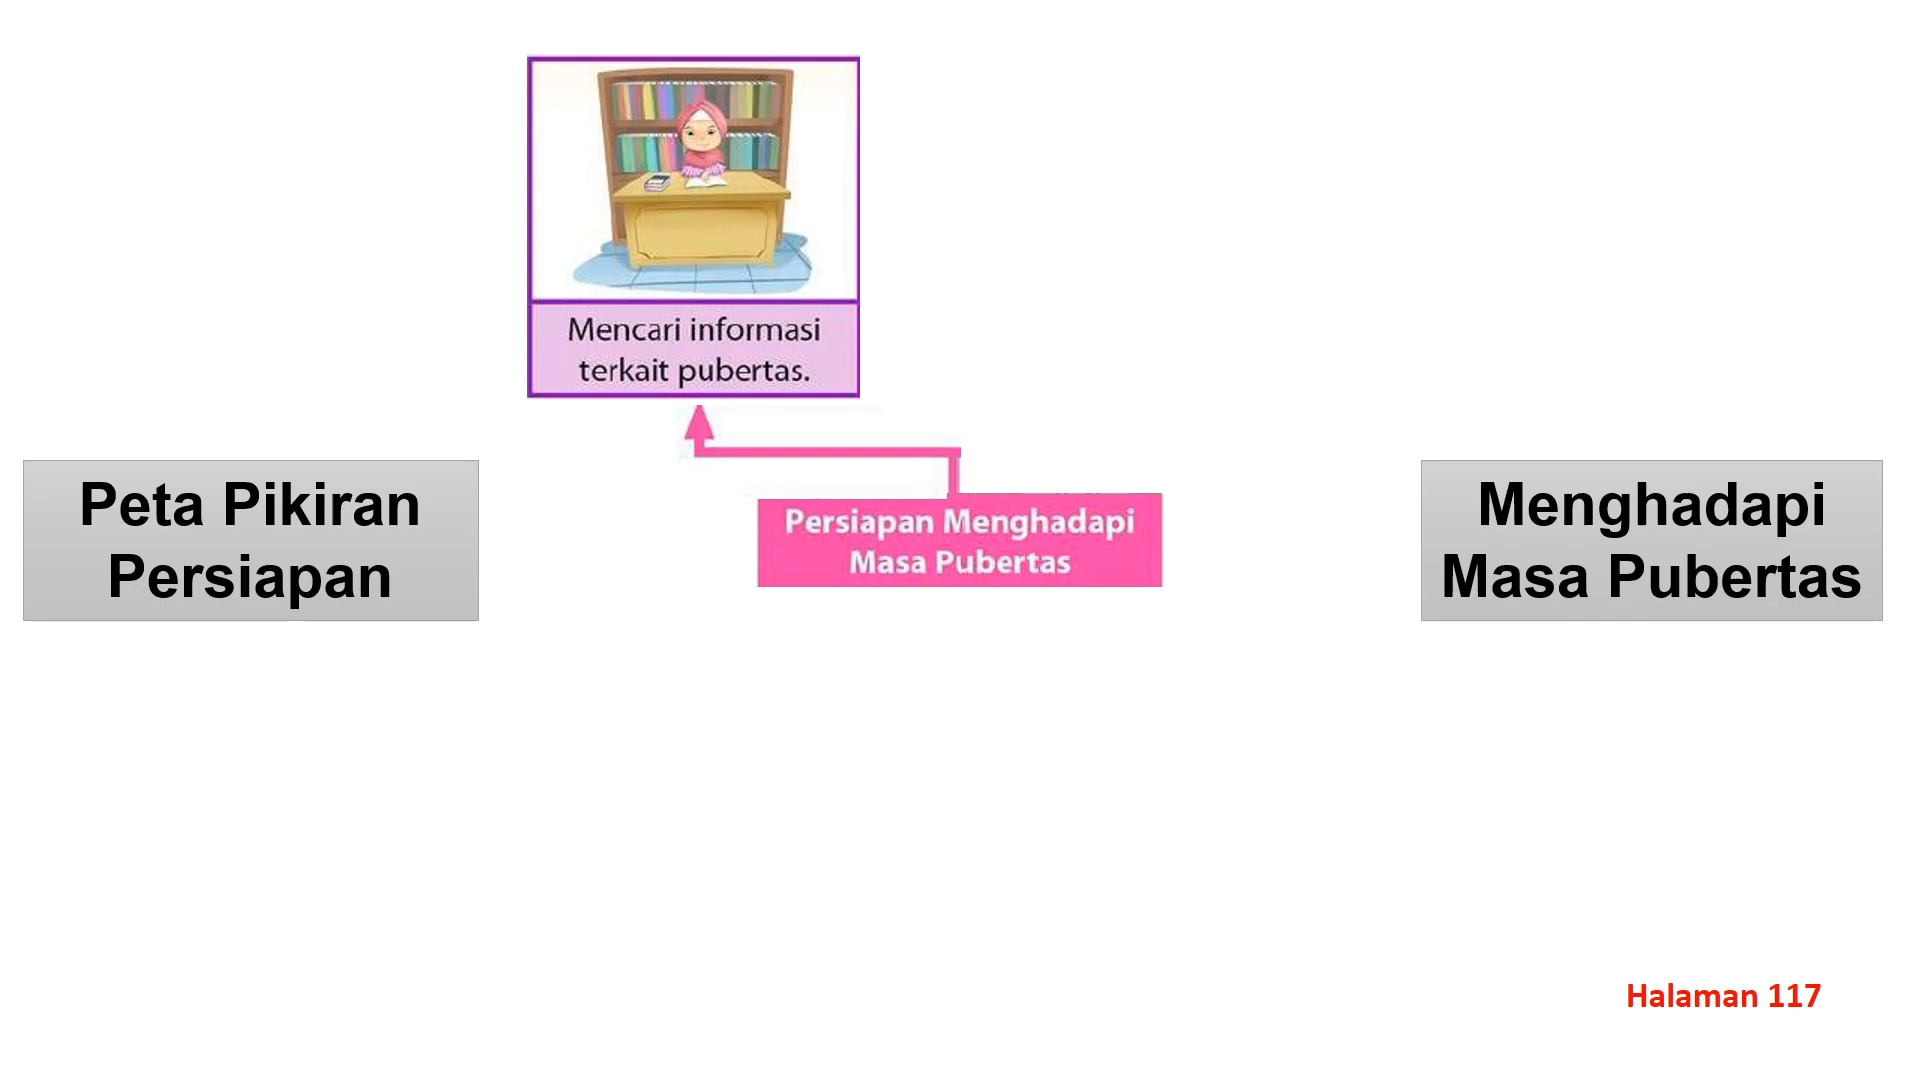 Mencari informasi
terkait pubertas.
Peta Pikiran
Persiapan
Persiapan Menghadapi
Masa Pubertas
Menghadapi
Masa Pubertas
Halaman 117